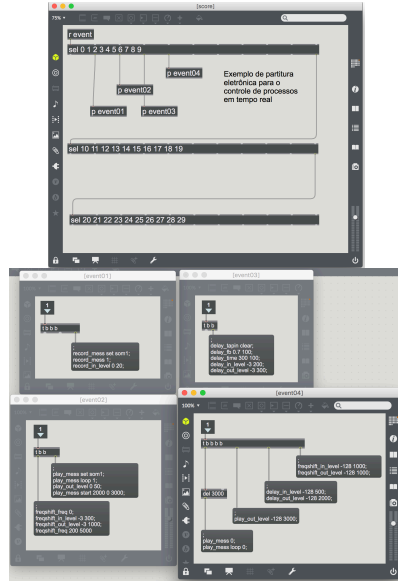 [score]
75%
r event
sel 0 1 2 3 4 5 6 7 8 9
p event04
Exemplo de partitura
eletrônica para o
controle de processos
em tempo real
p event02
p event01
p event03
sel 10 11 12 13 14 15 16 17 18 19
sel 20 21 22 23 24 25 26 27 28 29
[event01]
1
t b b
record_mess set som1;
record_mess 1;
record_in_level 0 20;
[event03]
1
t b
;
delay_tapin clear;
delay_fb 0.7 100;
delay_time 300 100;
delay_in_level -3 200;
delay_out_level -3 300;
[event02]
1
t b b
play_mess set som1;
play_mess loop 1;
play_out_level 0 50;
play_mess start 2000 0 3000;
freqshift_freq 0;
freqshift_in_level -3 300;
freqshift_out_level -3 1000;
freqshift_freq 200 5000
[event04]
100%
1
t b b b b
freqshift_in_level -128 1000;
freqshift_out_level -128 1000;
del 3000
;
delay_in_level -128 500;
delay_out_level -128 2000;
play_out_level -128 3000;
play_mess 0;
play_mess loop 0;